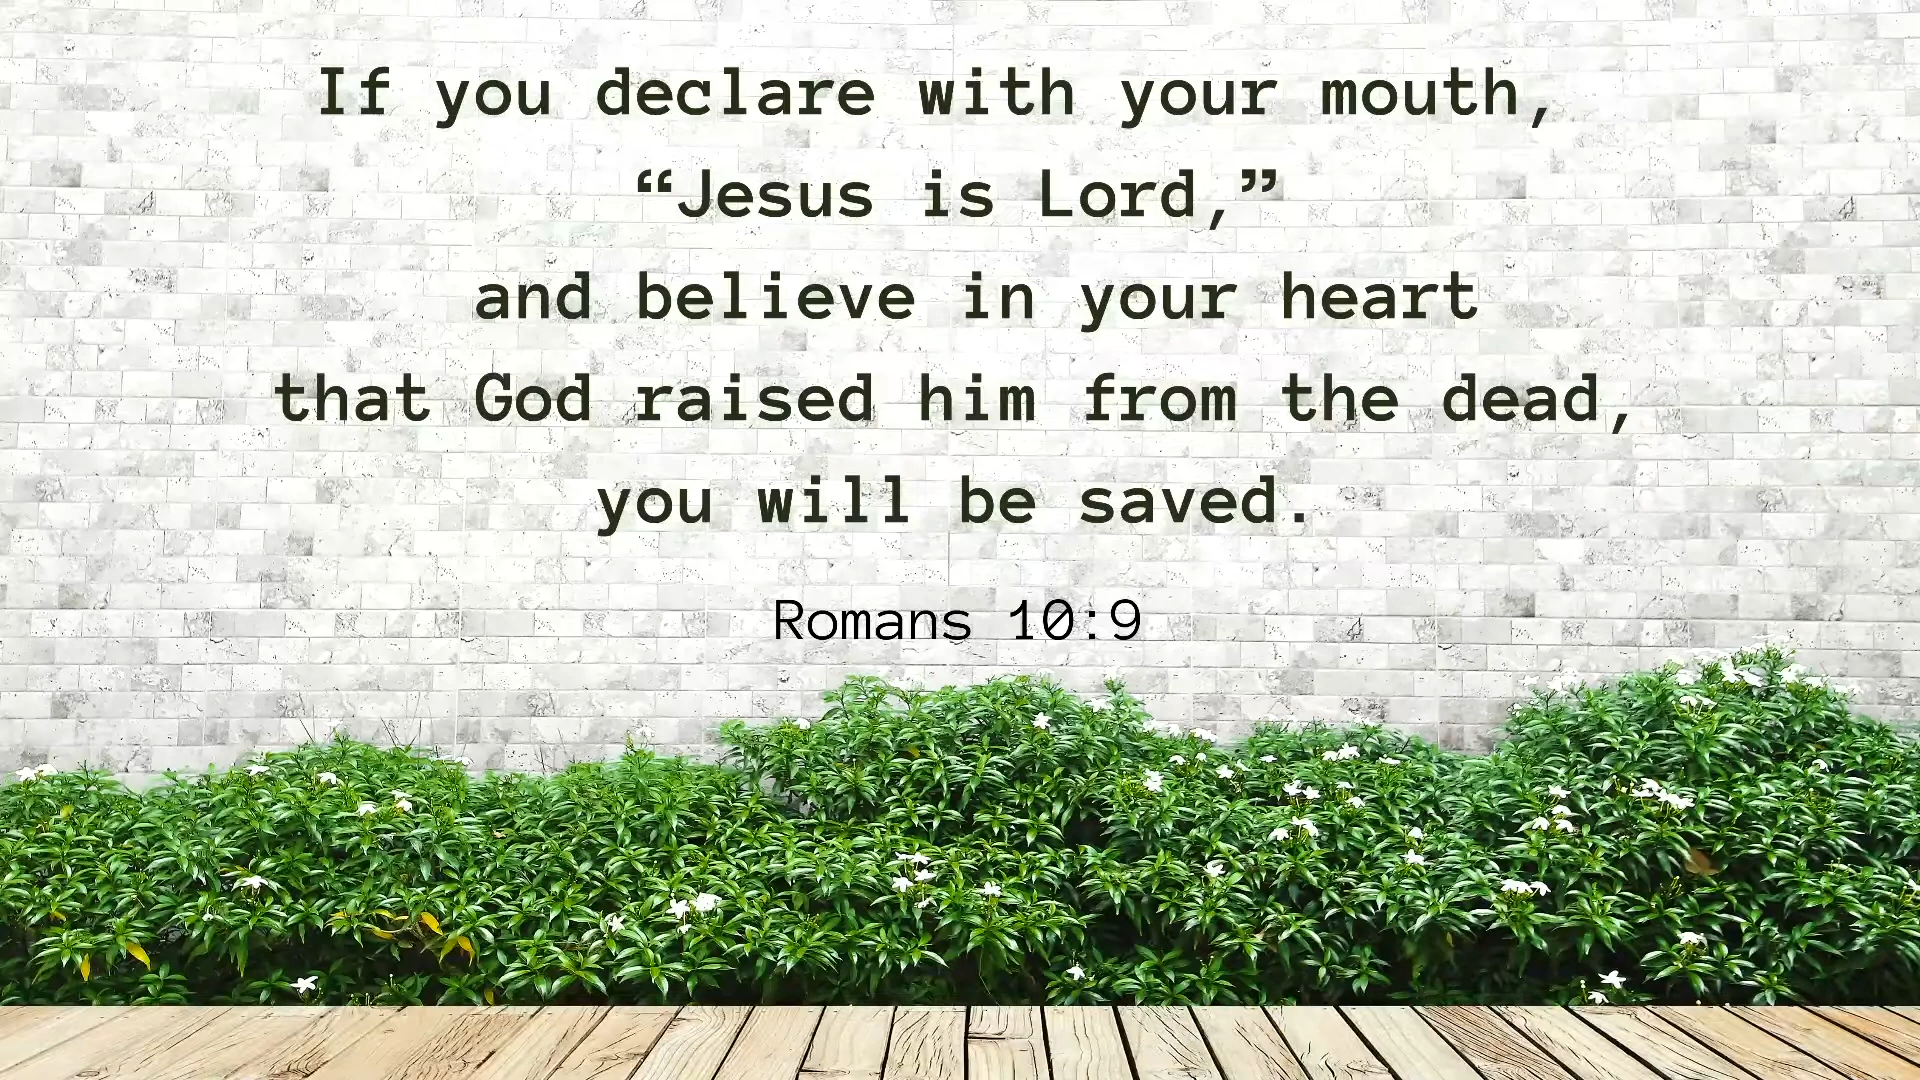 If you declare with your mouth,
“Jesus is Lord,”
and believe in your heart
that God raised him from the dead,
you will be saved.
Romans 10:9